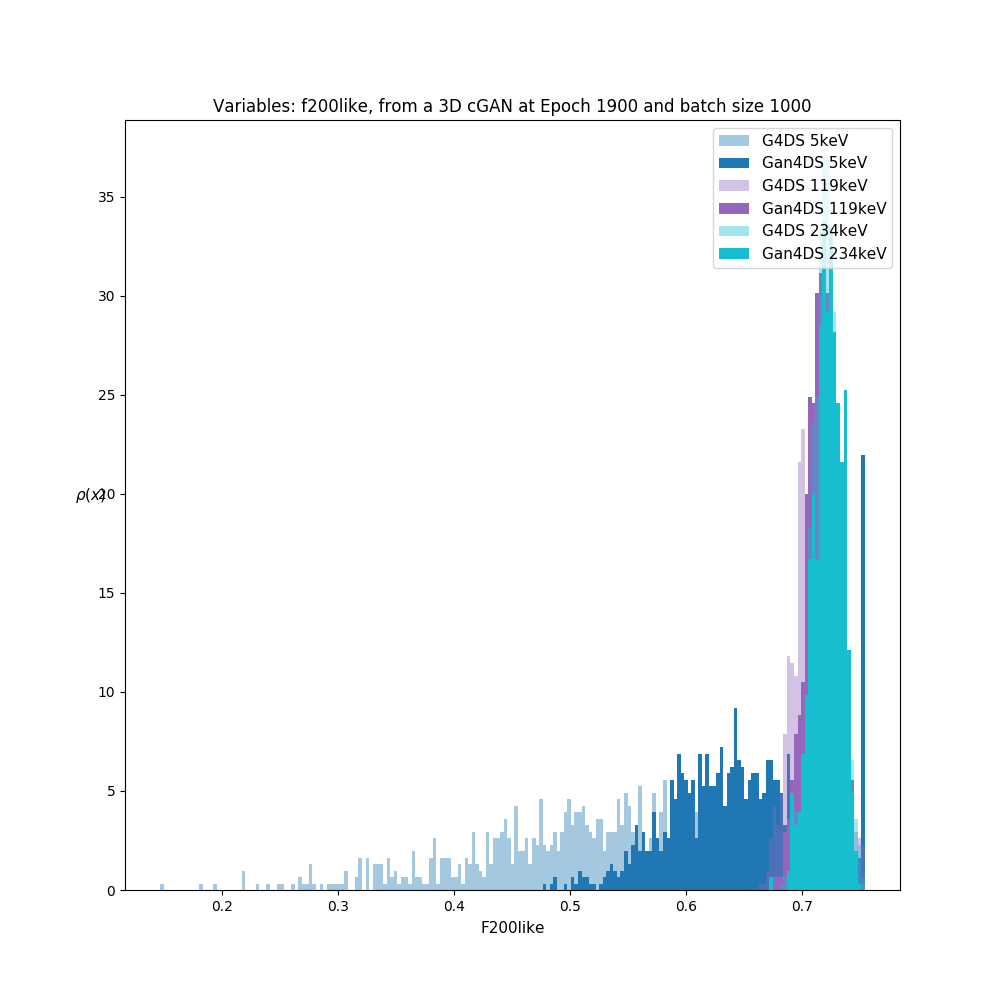 Variables: f200like, from a 3D cGAN at Epoch 1900 and batch size 1000
G4DS 5keV
Gan4DS 5keV
G4DS 119keV
Gan4DS 119keV
G4DS 234keV
Gan4DS 234keV
35
30
25
ρ(x)
20
15
10
5
0
0.2 0.3 0.4 0.5 0.6 0.7
F200like